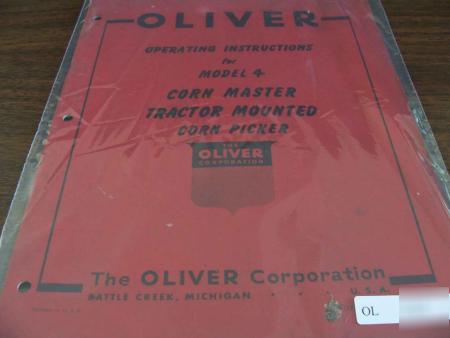 OLIVER
OPERATING INSTRUCTIONS
for
MODEL 4
CORN MASTER
TRACTOR MOUNTED
CORN PICKER
THE
OLIVER
CORPORATION
The OLIVER Corporation
BATTLE CREEK, MICHIGAN
U. S. A.
OL